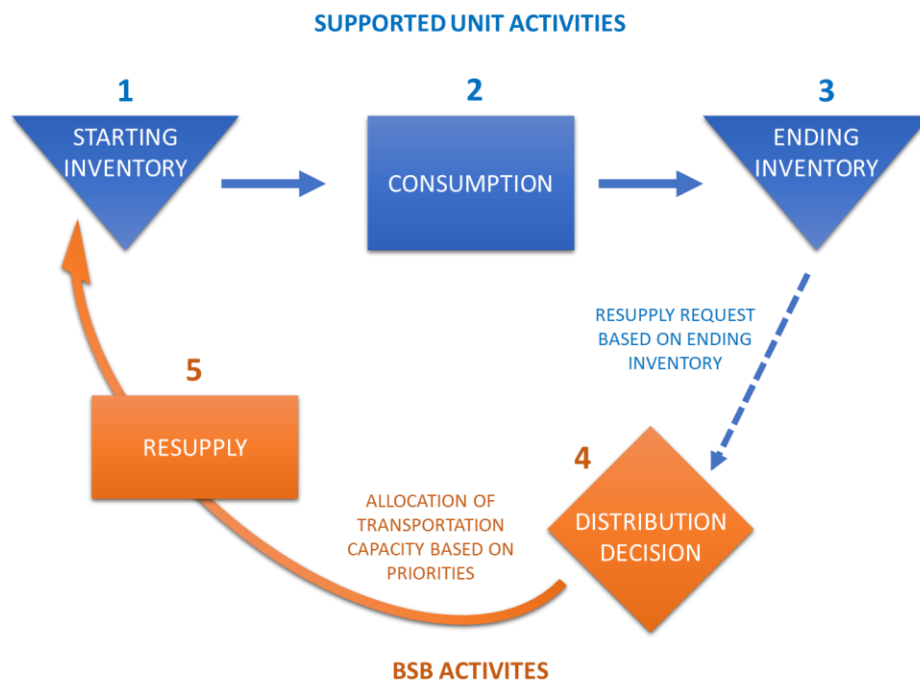 SUPPORTED UNIT ACTIVITIES
1
STARTING
INVENTORY
2
CONSUMPTION
3
ENDING
INVENTORY
RESUPPLY REQUEST
BASED ON ENDING
INVENTORY
4
DISTRIBUTION
DECISION
ALLOCATION OF
TRANSPORTATION
CAPACITY BASED ON
PRIORITIES
5
RESUPPLY
BSB ACTIVITES